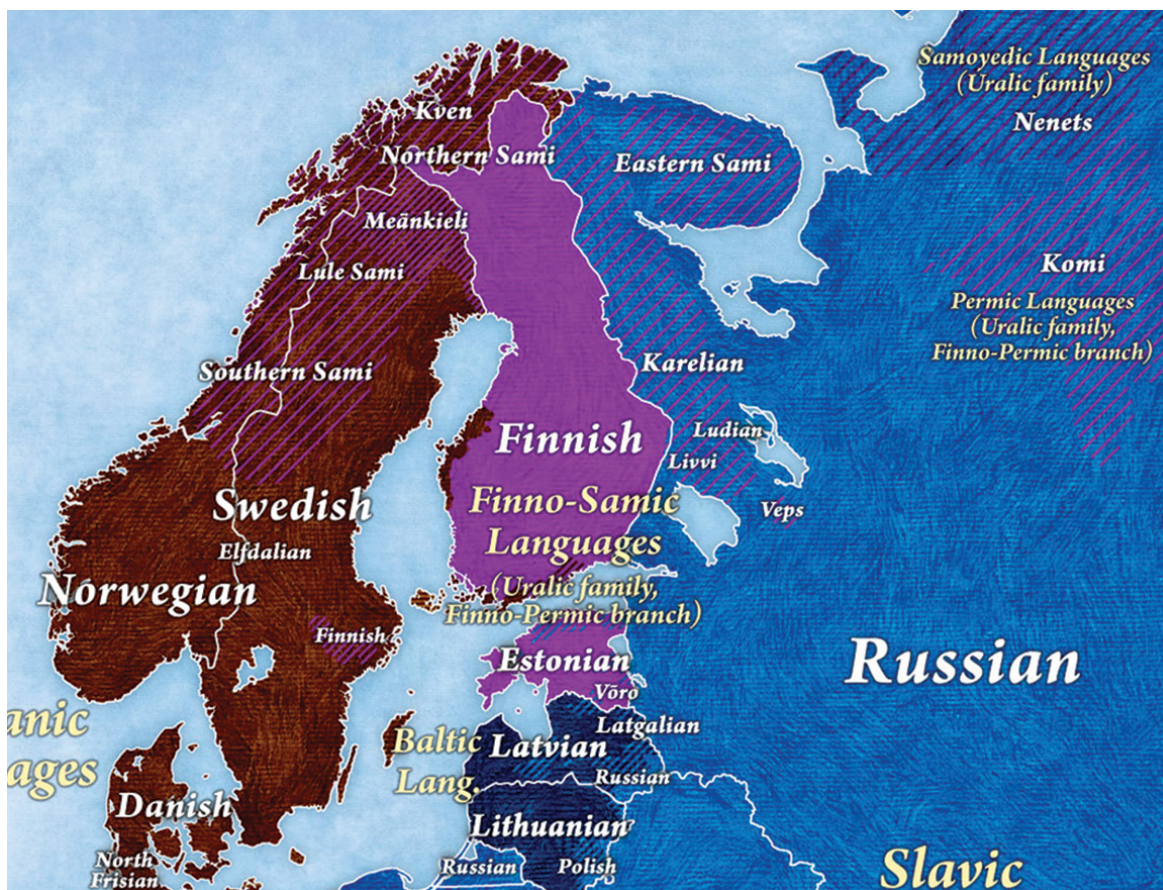 Samoyedic Languages
(Uralic family)
Nenets
Kven
Northern Sami
Eastern Sami
Meänkieli
Lule Sami
Komi
Permic Languages
(Uralic family,
Finno-Permic branch)
Southern Sami
Karelian
Finnish
Ludian
Livvi
Swedish
Finno-Samic
Languages
(Uralic family,
Finno-Permic branch)
Veps
Elfdalian
Norwegian
Finnish
Estonian
Russian
Võro
anic
ages
Baltic
Lang.
Latgalian
Latvian
Russian
Danish
Lithuanian
North
Frisian
Russian
Polish
Slavic